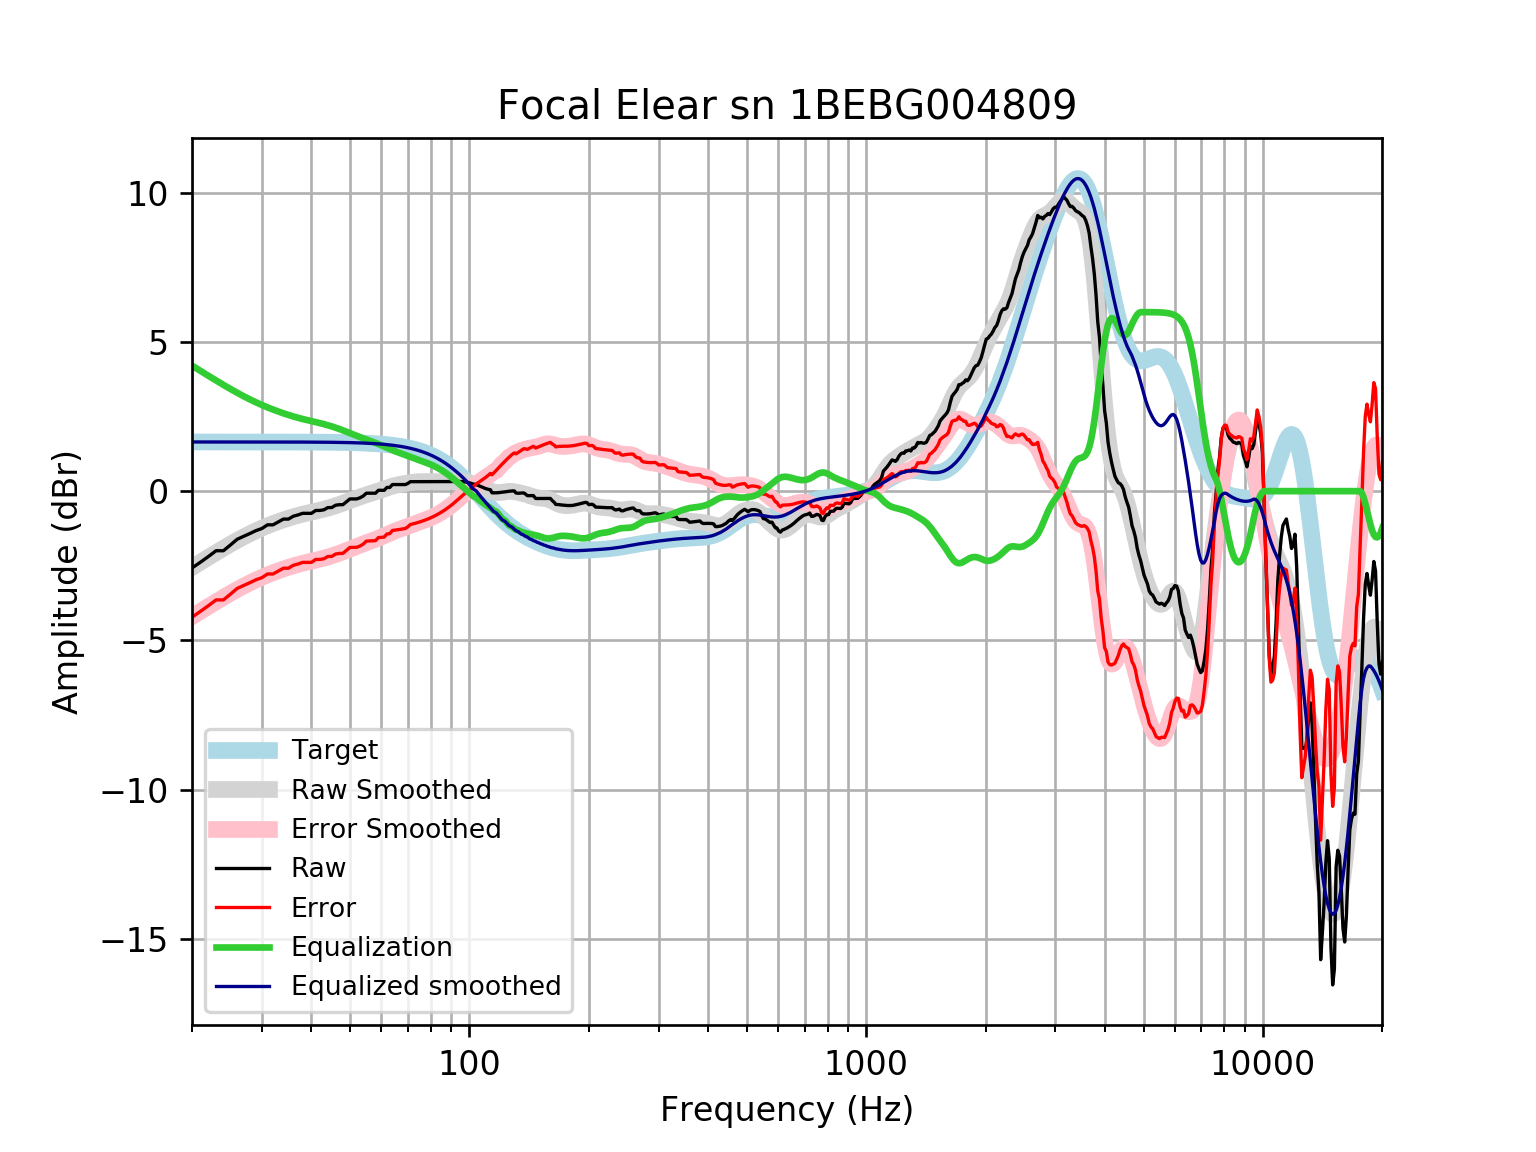 Focal Elear sn 1BEBG004809
Amplitude (dBr)
10
5
0
−5
−10
−15
Target
Raw Smoothed
Error Smoothed
Raw
Error
Equalization
Equalized smoothed
100
1000
10000
Frequency (Hz)